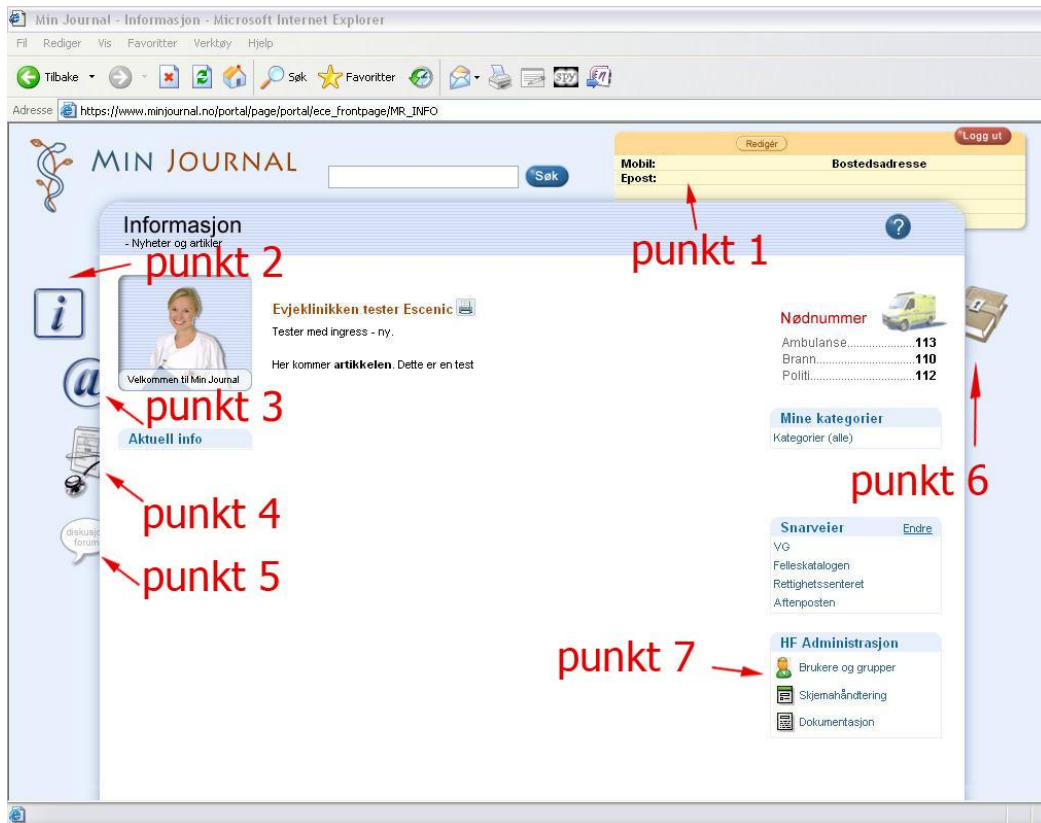 Min Journal - Informasjon - Microsoft Internet Explorer
Fil Rediger Vis Favoritter Verktøy Hjelp
Tilbake Søk Favoritter SPY
Adresse https://www.minjournal.no/portal/page/portal/ece_frontpage/MR_INFO
MIN JOURNAL
Søk
Redigér
Logg ut
Mobil: Bostedsadresse
Epost:
punkt 1
Informasjon
- Nyheter og artikler
?
punkt 2
i
Evjeklinikken tester Escenic
Tester med ingress - ny.
Her kommer artikkelen. Dette er en test
Velkommen til Min Journal
@
punkt 3
Aktuell info
punkt 4
diskusjo
forum
punkt 5
Nødnummer
Ambulanse.....................113
Brann..............................110
Politi................................112
Mine kategorier
Kategorier (alle)
punkt 6
Snarveier Endre
VG
Felleskatalogen
Rettighetssenteret
Aftenposten
punkt 7
HF Administrasjon
Brukere og grupper
Skjemahåndtering
Dokumentasjon